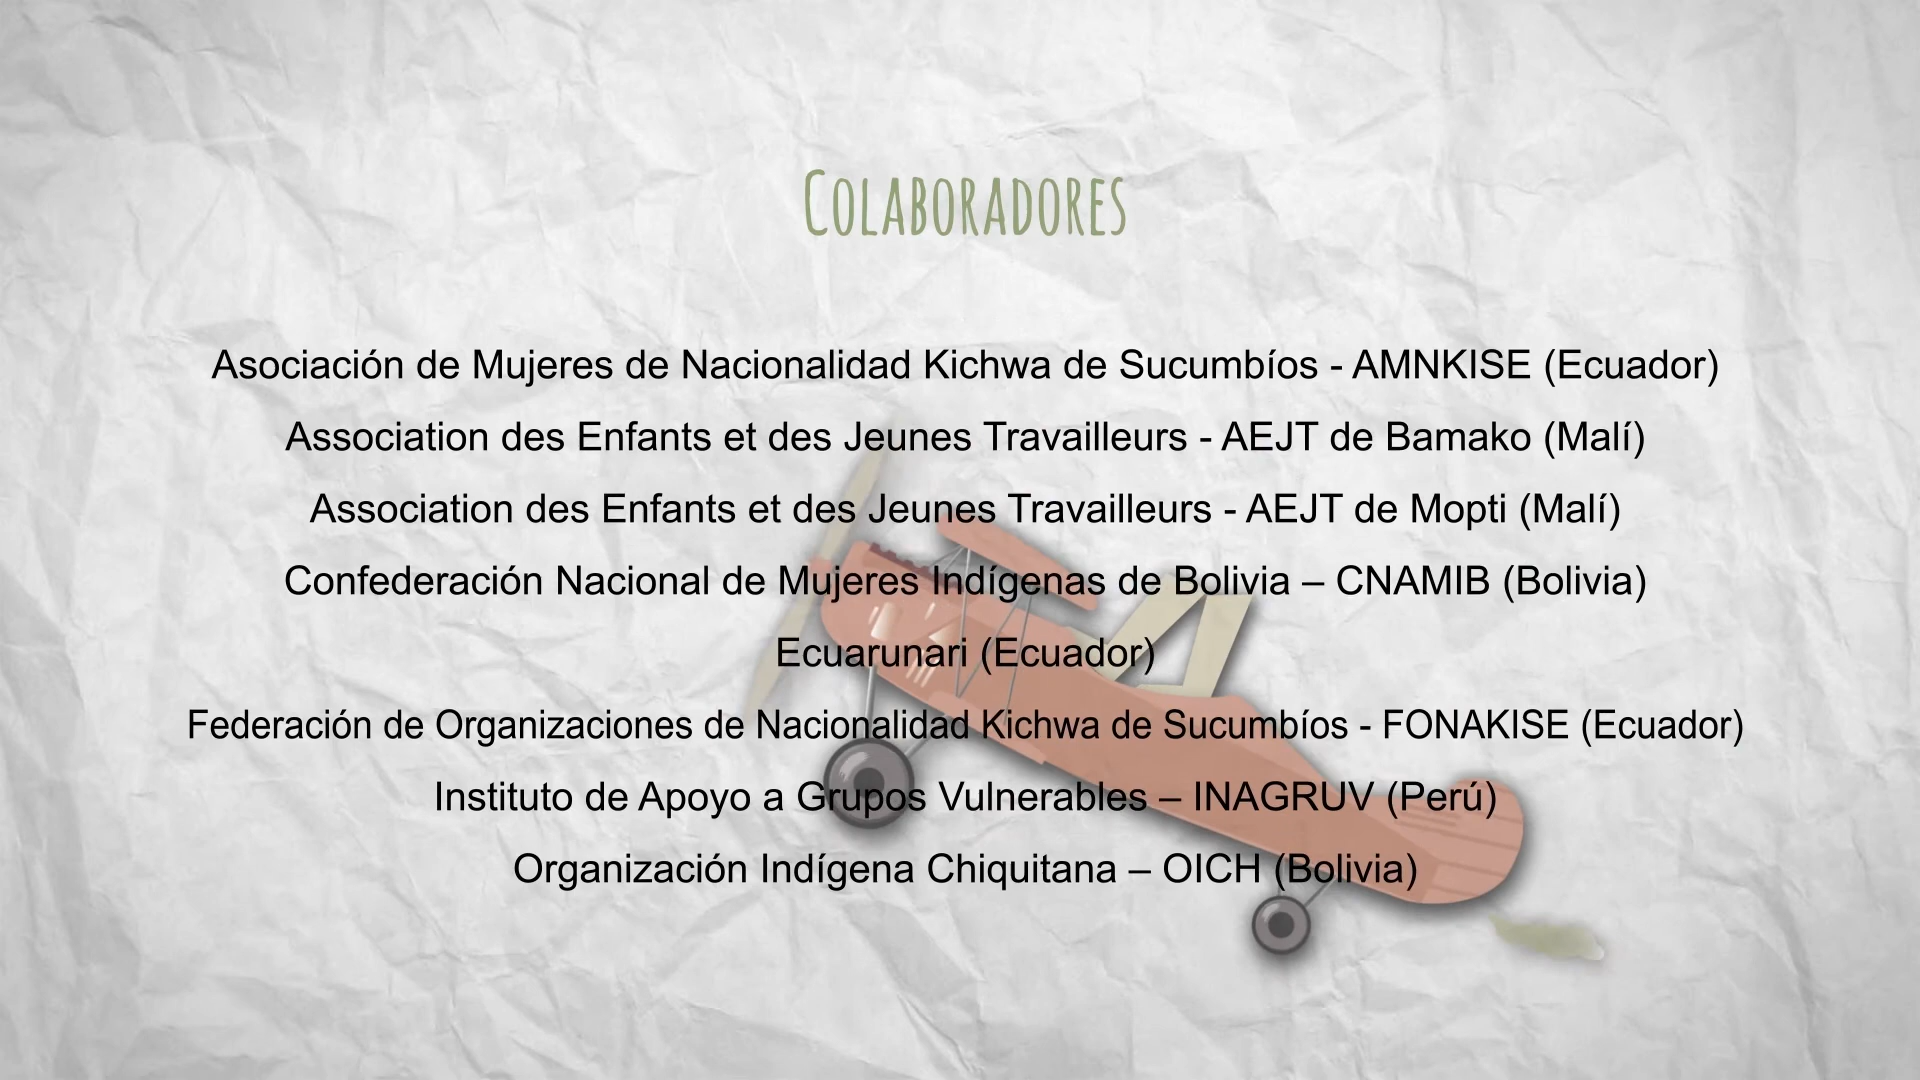 COLABORADORES
Asociación de Mujeres de Nacionalidad Kichwa de Sucumbíos - AMNKISE (Ecuador)
Association des Enfants et des Jeunes Travailleurs - AEJT de Bamako (Malí)
Association des Enfants et des Jeunes Travailleurs - AEJT de Mopti (Malí)
Confederación Nacional de Mujeres Indígenas de Bolivia – CNAMIB (Bolivia)
Ecuarunari (Ecuador)
Federación de Organizaciones de Nacionalidad Kichwa de Sucumbíos - FONAKISE (Ecuador)
Instituto de Apoyo a Grupos Vulnerables – INAGRUV (Perú)
Organización Indígena Chiquitana – OICH (Bolivia)